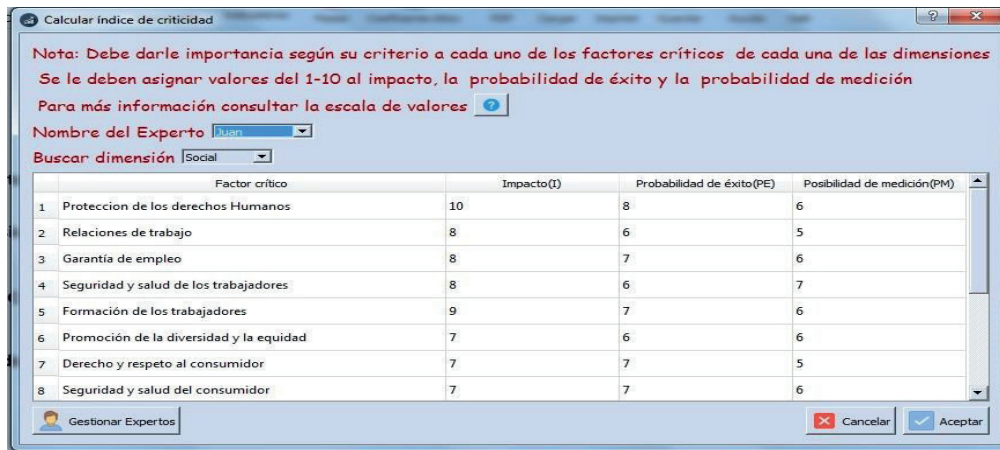 Calcular índice de criticidad
Nota: Debe darle importancia según su criterio a cada uno de los factores críticos de cada una de las dimensiones
Se le deben asignar valores del 1-10 al impacto, la probabilidad de éxito y la probabilidad de medición
Para más información consultar la escala de valores ?
Nombre del Experto Juan
Buscar dimensión Social
Factor crítico Impacto(I) Probabilidad de éxito(PE) Posibilidad de medición(PM)
1 Proteccion de los derechos Humanos 10 8 6
2 Relaciones de trabajo 8 6 5
3 Garantía de empleo 8 7 6
4 Seguridad y salud de los trabajadores 8 6 7
5 Formación de los trabajadores 9 7 6
6 Promoción de la diversidad y la equidad 7 6 6
7 Derecho y respeto al consumidor 7 7 5
8 Seguridad y salud del consumidor 7 7 6
Gestionar Expertos Cancelar Aceptar